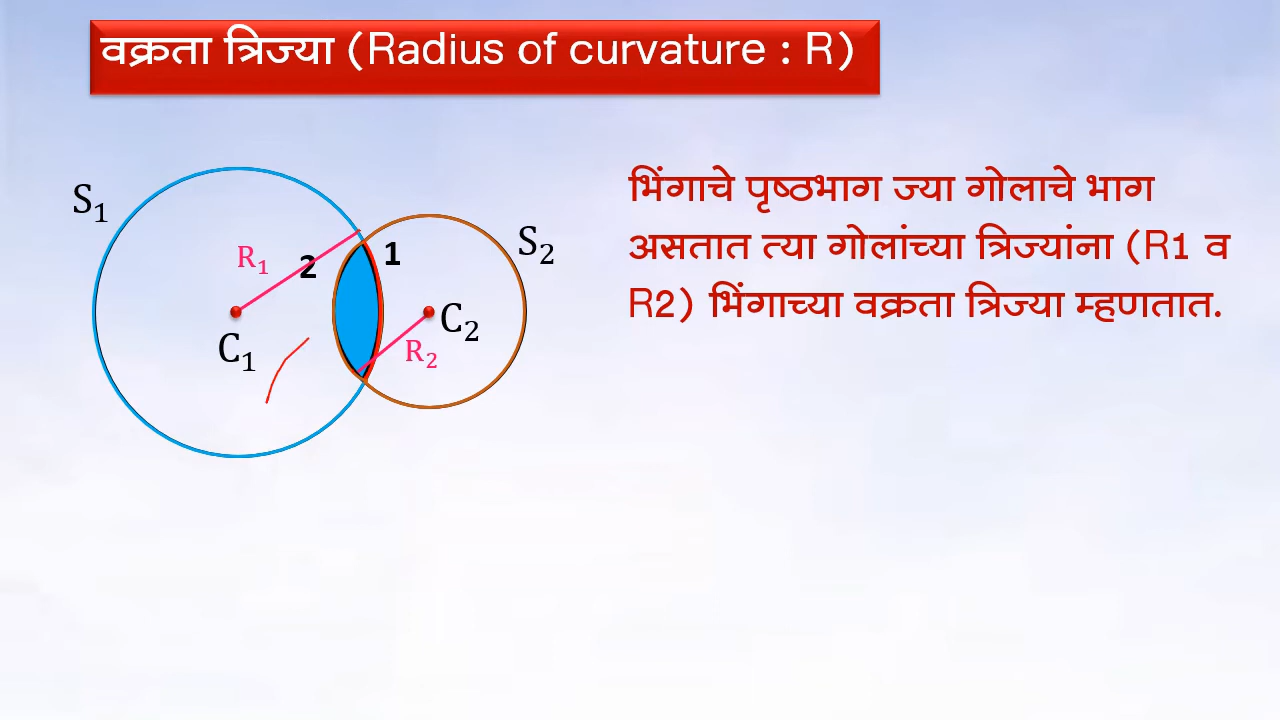 वक्रता त्रिज्या (Radius of curvature : R)
S₁
S₂
R₁
2
1
C₁
C₂
R₂
भिंगाचे पृष्ठभाग ज्या गोलाचे भाग
असतात त्या गोलांच्या त्रिज्यांना (R1 व
R2) भिंगाच्या वक्रता त्रिज्या म्हणतात.